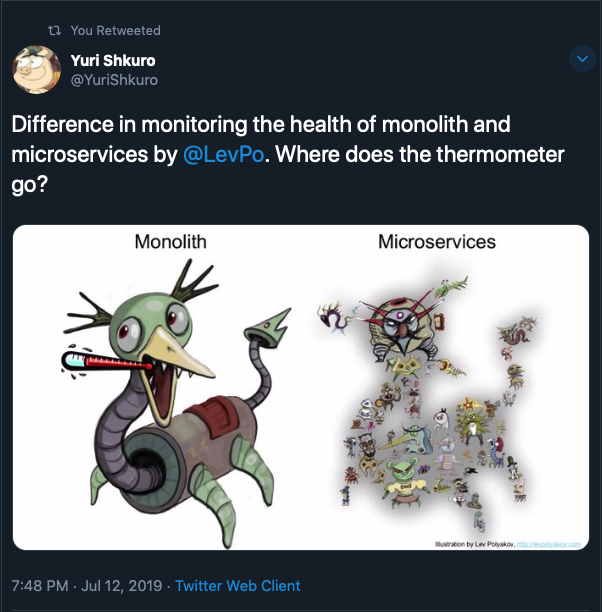 You Retweeted
Yuri Shkuro
@YuriShkuro
Difference in monitoring the health of monolith and
microservices by @LevPo. Where does the thermometer
go?
Monolith
Microservices
Illustration by Lev Polyakov. http://levpolyakov.com
7:48 PM · Jul 12, 2019 · Twitter Web Client